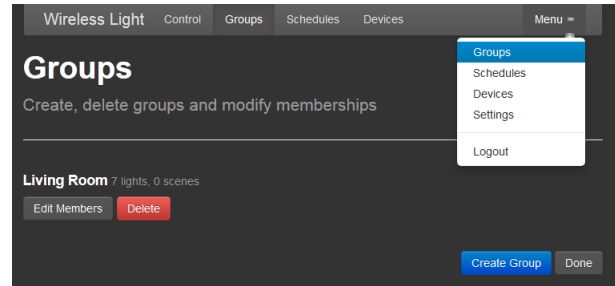 Wireless Light Control Groups Schedules Devices Menu
Groups
Schedules
Devices
Settings
Logout
Groups
Create, delete groups and modify memberships
Living Room 7 lights, 0 scenes
Edit Members Delete
Create Group Done